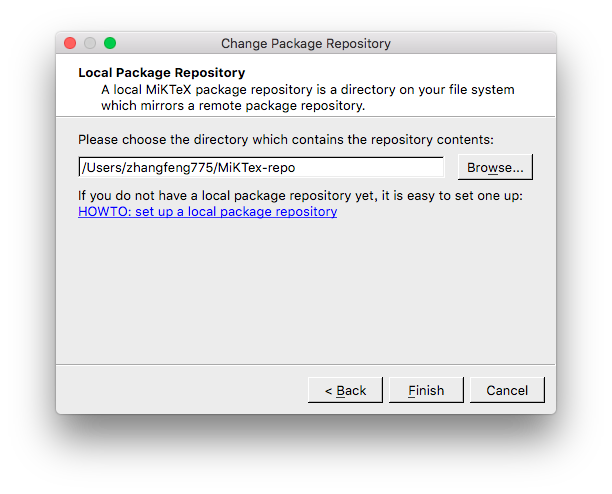 Change Package Repository
Local Package Repository
A local MiKTeX package repository is a directory on your file system
which mirrors a remote package repository.
Please choose the directory which contains the repository contents:
/Users/zhangfeng775/MiKTex-repo
Browse...
If you do not have a local package repository yet, it is easy to set one up:
HOWTO: set up a local package repository
< Back
Finish
Cancel